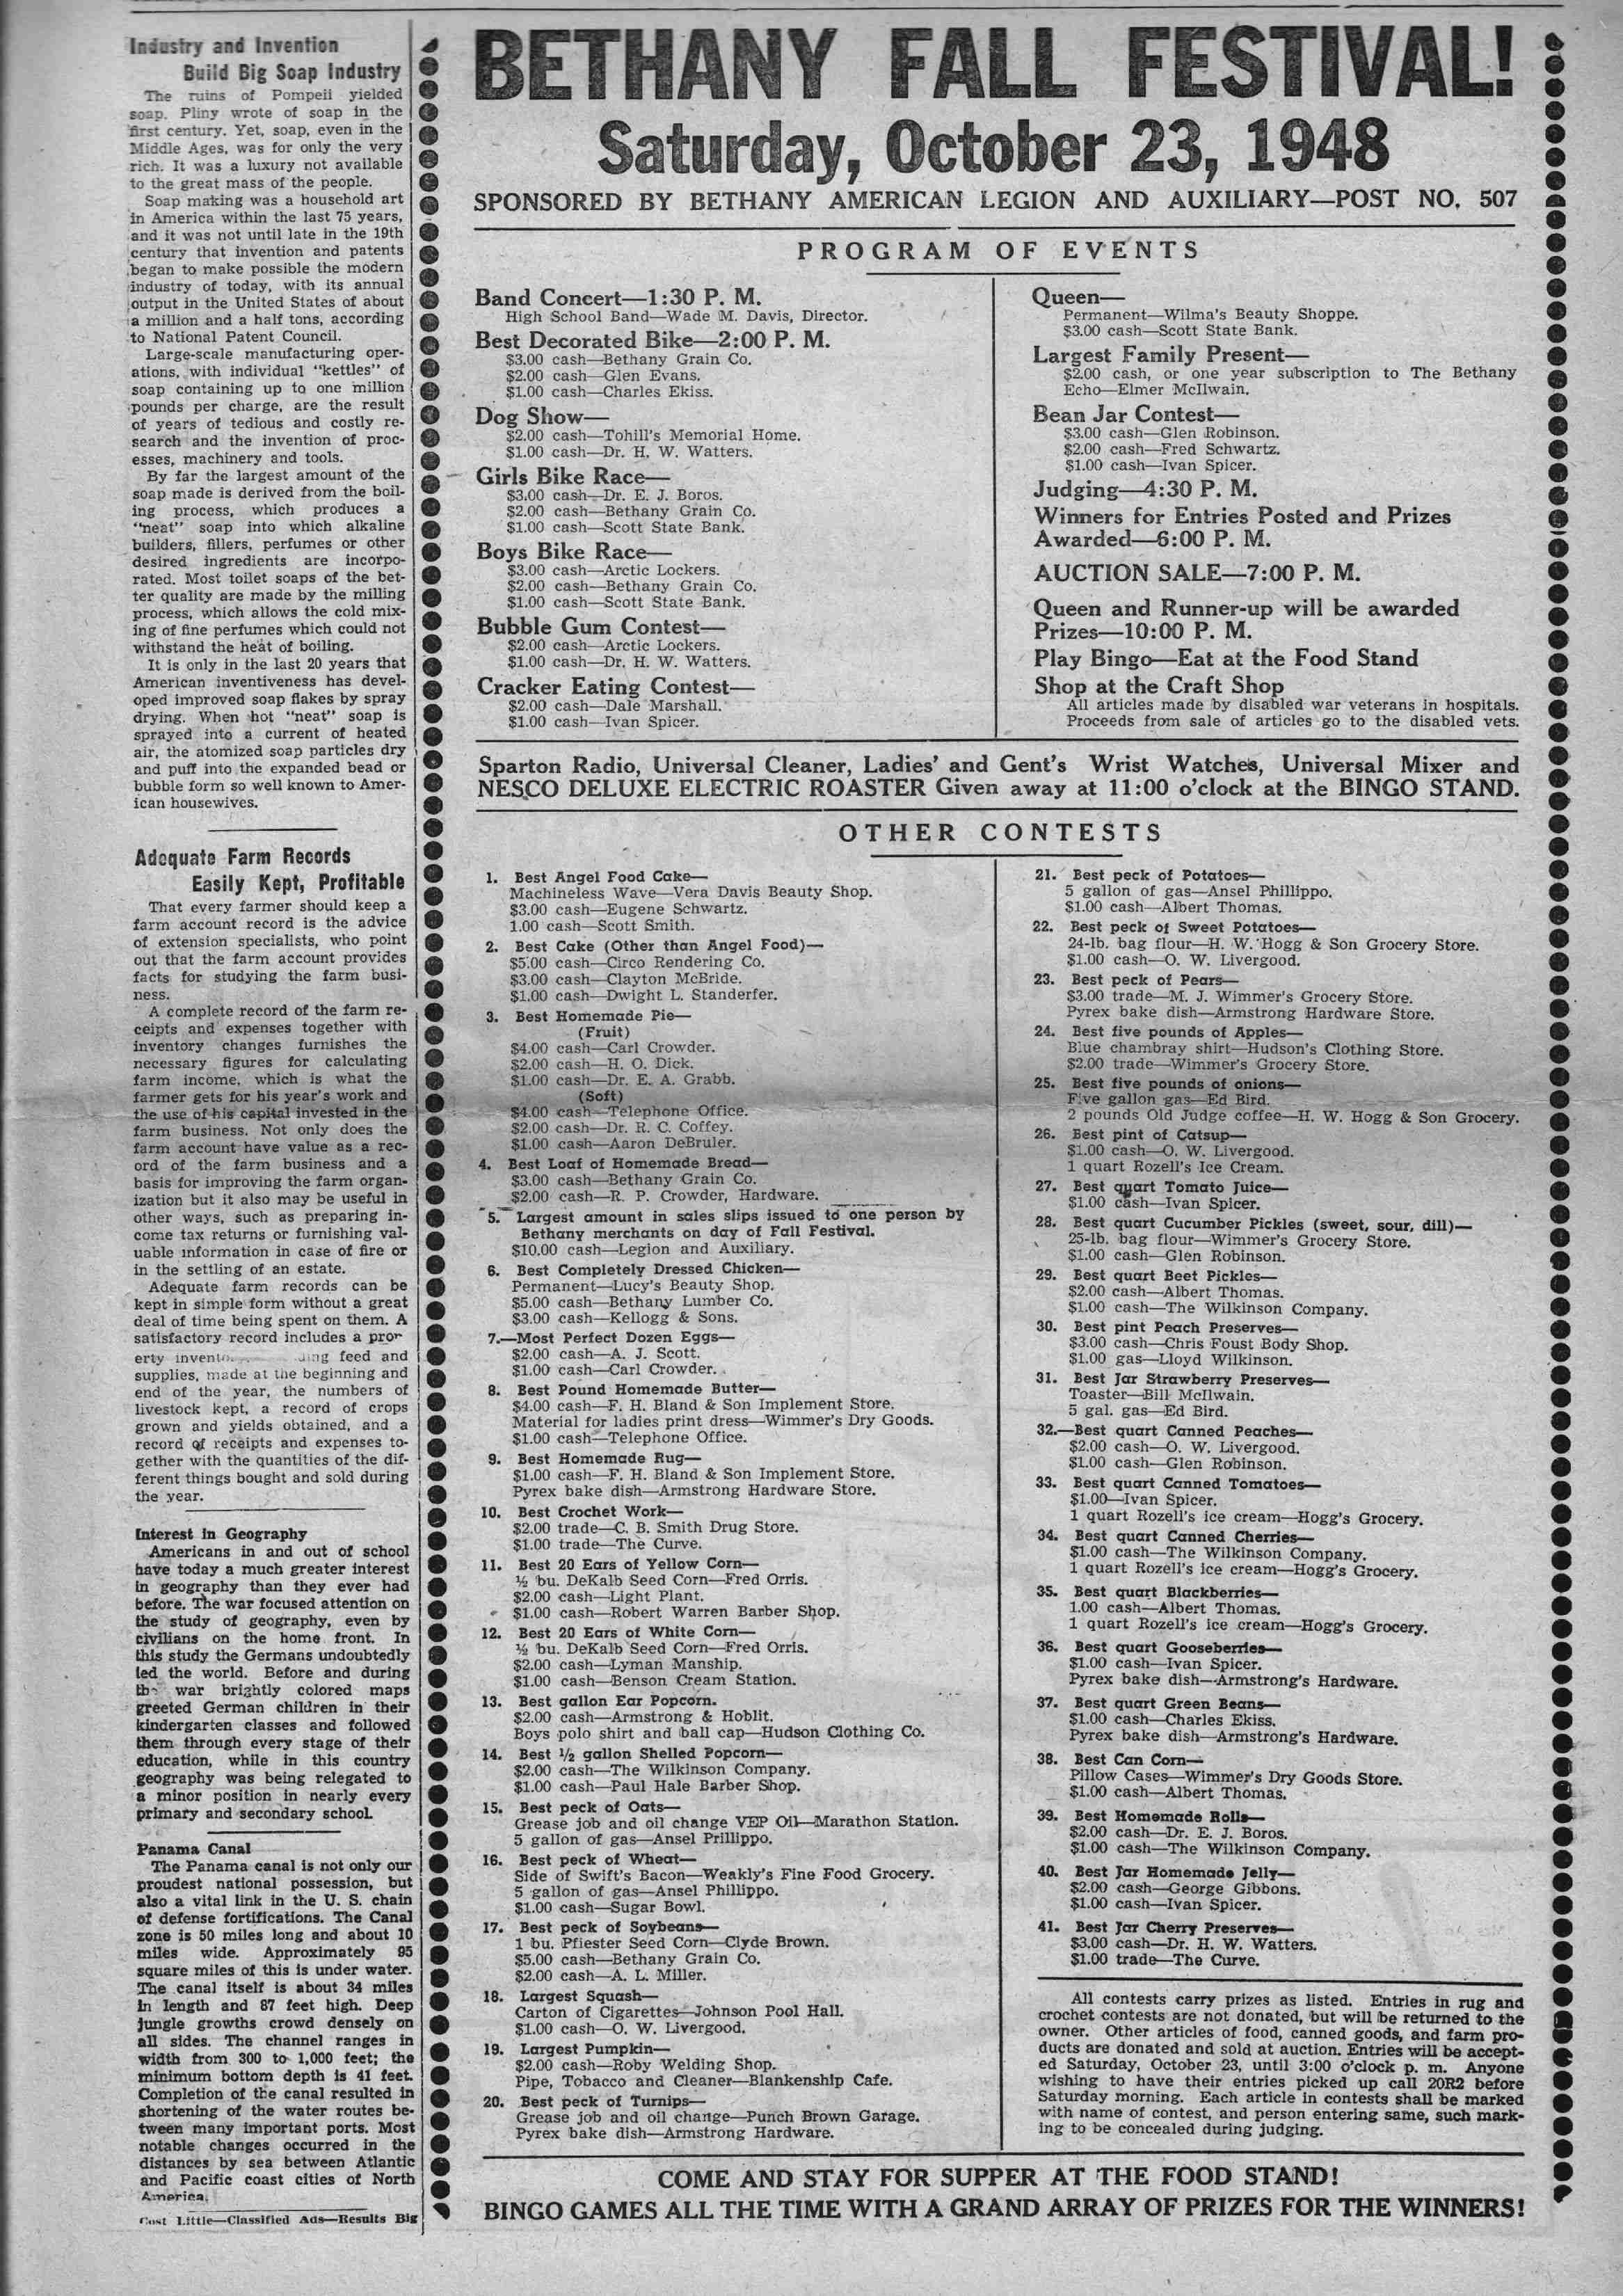 Industry and Invention
Build Big Soap Industry
The ruins of Pompeii yielded
soap. Pliny wrote of soap in the
first century. Yet, soap, even in the
Middle Ages, was for only the very
rich. It was a luxury not available
to the great mass of the people.
Soap making was a household art
in America within the last 75 years,
and it was not until late in the 19th
century that invention and patents
began to make possible the modern
industry of today, with its annual
output in the United States of about
a million and a half tons, according
to National Patent Council.
Large-scale manufacturing oper-
ations, with individual "kettles" of
soap containing up to one million
pounds per charge, are the result
of years of tedious and costly re-
search and the invention of proc-
esses, machinery and tools.
By far the largest amount of the
soap made is derived from the boil-
ing process, which produces a
"neat" soap into which alkaline
builders, fillers, perfumes or other
desired ingredients are incorpo-
rated. Most toilet soaps of the bet-
ter quality are made by the milling
process, which allows the cold mix-
ing of fine perfumes which could not
withstand the heat of boiling.
It is only in the last 20 years that
American inventiveness has devel-
oped improved soap flakes by spray
drying. When hot "neat" soap is
sprayed into a current of heated
air, the atomized soap particles dry
and puff into the expanded bead or
bubble form so well known to Amer-
ican housewives.
Adequate Farm Records
Easily Kept, Profitable
That every farmer should keep a
farm account record is the advice
of extension specialists, who point
out that the farm account provides
facts for studying the farm busi-
ness.
A complete record of the farm re-
ceipts and expenses together with
inventory changes furnishes the
necessary figures for calculating
farm income, which is what the
farmer gets for his year's work and
the use of his capital invested in the
farm business. Not only does the
farm account have value as a rec-
ord of the farm business and a
basis for improving the farm organ-
ization but it also may be useful in
other ways, such as preparing in-
come tax returns or furnishing val-
uable information in case of fire or
in the settling of an estate.
Adequate farm records can be
kept in simple form without a great
deal of time being spent on them. A
satisfactory record includes a prop-
erty feed and
supplies, made at the beginning and
end of the year, the numbers of
livestock kept, a record of crops
grown and yields obtained, and a
record of receipts and expenses to-
gether with the quantities of the dif-
ferent things bought and sold during
the year.
Interest in Geography
Americans in and out of school
have today a much greater interest
in geography than they ever had
before. The war focused attention on
the study of geography, even by
civilians on the home front. In
this study the Germans undoubtedly
led the world. Before and during
the war brightly colored maps
greeted German children in their
kindergarten classes and followed
them through every stage of their
education, while in this country
geography was being relegated to
a minor position in nearly every
primary and secondary school.
Panama Canal
The Panama canal is not only our
proudest national possession, but
also a vital link in the U. S. chain
of defense fortifications. The Canal
zone is 50 miles long and about 10
miles wide. Approximately 95
square miles of this is under water.
The canal itself is about 34 miles
in length and 87 feet high. Deep
jungle growths crowd densely on
all sides. The channel ranges in
width from 300 to 1,000 feet; the
minimum bottom depth is 41 feet.
Completion of the canal resulted in
shortening of the water routes be-
tween many important ports. Most
notable changes occurred in the
distances by sea between Atlantic
and Pacific coast cities of North
America.
Cost Little—Classified Ads—Results Big
BETHANY FALL FESTIVAL!
Saturday, October 23, 1948
SPONSORED BY BETHANY AMERICAN LEGION AND AUXILIARY—POST NO. 507
PROGRAM OF EVENTS
Band Concert—1:30 P. M.
High School Band—Wade M. Davis, Director.
Best Decorated Bike—2:00 P. M.
$3.00 cash—Bethany Grain Co.
$2.00 cash—Glen Evans.
$1.00 cash—Charles Ekiss.
Dog Show—
$2.00 cash—Tohill's Memorial Home.
$1.00 cash—Dr. H. W. Watters.
Girls Bike Race—
$3.00 cash—Dr. E. J. Boros.
$2.00 cash—Bethany Grain Co.
$1.00 cash—Scott State Bank.
Boys Bike Race—
$3.00 cash—Arctic Lockers.
$2.00 cash—Bethany Grain Co.
$1.00 cash—Scott State Bank.
Bubble Gum Contest—
$2.00 cash—Arctic Lockers.
$1.00 cash—Dr. H. W. Watters.
Cracker Eating Contest—
$2.00 cash—Dale Marshall.
$1.00 cash—Ivan Spicer.
Queen—
Permanent—Wilma's Beauty Shoppe.
$3.00 cash—Scott State Bank.
Largest Family Present—
$2.00 cash, or one year subscription to The Bethany
Echo—Elmer McIlwain.
Bean Jar Contest—
$3.00 cash—Glen Robinson.
$2.00 cash—Fred Schwartz.
$1.00 cash—Ivan Spicer.
Judging—4:30 P. M.
Winners for Entries Posted and Prizes
Awarded—6:00 P. M.
AUCTION SALE—7:00 P. M.
Queen and Runner-up will be awarded
Prizes—10:00 P. M.
Play Bingo—Eat at the Food Stand
Shop at the Craft Shop
All articles made by disabled war veterans in hospitals.
Proceeds from sale of articles go to the disabled vets.
Sparton Radio, Universal Cleaner, Ladies' and Gent's Wrist Watches, Universal Mixer and
NESCO DELUXE ELECTRIC ROASTER Given away at 11:00 o'clock at the BINGO STAND.
OTHER CONTESTS
1. Best Angel Food Cake—
Machineless Wave—Vera Davis Beauty Shop.
$3.00 cash—Eugene Schwartz.
1.00 cash—Scott Smith.
2. Best Cake (Other than Angel Food)—
$5.00 cash—Circo Rendering Co.
$3.00 cash—Clayton McBride.
$1.00 cash—Dwight L. Standerfer.
3. Best Homemade Pie—
(Fruit)
$4.00 cash—Carl Crowder.
$2.00 cash—H. O. Dick.
$1.00 cash—Dr. E. A. Grabb.
(Soft)
$4.00 cash—Telephone Office.
$2.00 cash—Dr. R. C. Coffey.
$1.00 cash—Aaron DeBruler.
4. Best Loaf of Homemade Bread—
$3.00 cash—Bethany Grain Co.
$2.00 cash—R. P. Crowder, Hardware.
5. Largest amount in sales slips issued to one person by
Bethany merchants on day of Fall Festival.
$10.00 cash—Legion and Auxiliary.
6. Best Completely Dressed Chicken—
Permanent—Lucy's Beauty Shop.
$5.00 cash—Bethany Lumber Co.
$3.00 cash—Kellogg & Sons.
7.—Most Perfect Dozen Eggs—
$2.00 cash—A. J. Scott.
$1.00 cash—Carl Crowder.
8. Best Pound Homemade Butter—
$4.00 cash—F. H. Bland & Son Implement Store.
Material for ladies print dress—Wimmer's Dry Goods.
$1.00 cash—Telephone Office.
9. Best Homemade Rug—
$1.00 cash—F. H. Bland & Son Implement Store.
Pyrex bake dish—Armstrong Hardware Store.
10. Best Crochet Work—
$2.00 trade—C. B. Smith Drug Store.
$1.00 trade—The Curve.
11. Best 20 Ears of Yellow Corn—
½ bu. DeKalb Seed Corn—Fred Orris.
$2.00 cash—Light Plant.
$1.00 cash—Robert Warren Barber Shop.
12. Best 20 Ears of White Corn—
½ bu. DeKalb Seed Corn—Fred Orris.
$2.00 cash—Lyman Manship.
$1.00 cash—Benson Cream Station.
13. Best gallon Ear Popcorn.
$2.00 cash—Armstrong & Hoblit.
Boys polo shirt and ball cap—Hudson Clothing Co.
14. Best ½ gallon Shelled Popcorn—
$2.00 cash—The Wilkinson Company.
$1.00 cash—Paul Hale Barber Shop.
15. Best peck of Oats—
Grease job and oil change VEP Oil—Marathon Station.
5 gallon of gas—Ansel Prillippo.
16. Best peck of Wheat—
Side of Swift's Bacon—Weakly's Fine Food Grocery.
5 gallon of gas—Ansel Phillippo.
$1.00 cash—Sugar Bowl.
17. Best peck of Soybeans—
1 bu. Pfiester Seed Corn—Clyde Brown.
$5.00 cash—Bethany Grain Co.
$2.00 cash—A. L. Miller.
18. Largest Squash—
Carton of Cigarettes—Johnson Pool Hall.
$1.00 cash—O. W. Livergood.
19. Largest Pumpkin—
$2.00 cash—Roby Welding Shop.
Pipe, Tobacco and Cleaner—Blankenship Cafe.
20. Best peck of Turnips—
Grease job and oil change—Punch Brown Garage.
Pyrex bake dish—Armstrong Hardware.
21. Best peck of Potatoes—
5 gallon of gas—Ansel Phillippo.
$1.00 cash—Albert Thomas.
22. Best peck of Sweet Potatoes—
24-lb. bag flour—H. W. Hogg & Son Grocery Store.
$1.00 cash—O. W. Livergood.
23. Best peck of Pears—
$3.00 trade—M. J. Wimmer's Grocery Store.
Pyrex bake dish—Armstrong Hardware Store.
24. Best five pounds of Apples—
Blue chambray shirt—Hudson's Clothing Store.
$2.00 trade—Wimmer's Grocery Store.
25. Best five pounds of onions—
Five gallon gas—Ed Bird.
2 pounds Old Judge coffee—H. W. Hogg & Son Grocery.
26. Best pint of Catsup—
$1.00 cash—O. W. Livergood.
1 quart Rozell's Ice Cream.
27. Best quart Tomato Juice—
$1.00 cash—Ivan Spicer.
28. Best quart Cucumber Pickles (sweet, sour, dill)—
25-lb. bag flour—Wimmer's Grocery Store.
$1.00 cash—Glen Robinson.
29. Best quart Beet Pickles—
$2.00 cash—Albert Thomas.
$1.00 cash—The Wilkinson Company.
30. Best pint Peach Preserves—
$3.00 cash—Chris Foust Body Shop.
$1.00 gas—Lloyd Wilkinson.
31. Best Jar Strawberry Preserves—
Toaster—Bill McIlwain.
5 gal. gas—Ed Bird.
32.—Best quart Canned Peaches—
$2.00 cash—O. W. Livergood.
$1.00 cash—Glen Robinson.
33. Best quart Canned Tomatoes—
$1.00—Ivan Spicer.
1 quart Rozell's ice cream—Hogg's Grocery.
34. Best quart Canned Cherries—
$1.00 cash—The Wilkinson Company.
1 quart Rozell's ice cream—Hogg's Grocery.
35. Best quart Blackberries—
1.00 cash—Albert Thomas.
1 quart Rozell's ice cream—Hogg's Grocery.
36. Best quart Gooseberries—
$1.00 cash—Ivan Spicer.
Pyrex bake dish—Armstrong's Hardware.
37. Best quart Green Beans—
$1.00 cash—Charles Ekiss.
Pyrex bake dish—Armstrong's Hardware.
38. Best Can Corn—
Pillow Cases—Wimmer's Dry Goods Store.
$1.00 cash—Albert Thomas.
39. Best Homemade Rolls—
$2.00 cash—Dr. E. J. Boros.
$1.00 cash—The Wilkinson Company.
40. Best Jar Homemade Jelly—
$2.00 cash—George Gibbons.
$1.00 cash—Ivan Spicer.
41. Best Jar Cherry Preserves—
$3.00 cash—Dr. H. W. Watters.
$1.00 trade—The Curve.
All contests carry prizes as listed. Entries in rug and
crochet contests are not donated, but will be returned to the
owner. Other articles of food, canned goods, and farm pro-
ducts are donated and sold at auction. Entries will be accept-
ed Saturday, October 23, until 3:00 o'clock p. m. Anyone
wishing to have their entries picked up call 20R2 before
Saturday morning. Each article in contests shall be marked
with name of contest, and person entering same, such mark-
ing to be concealed during judging.
COME AND STAY FOR SUPPER AT THE FOOD STAND!
BINGO GAMES ALL THE TIME WITH A GRAND ARRAY OF PRIZES FOR THE WINNERS!